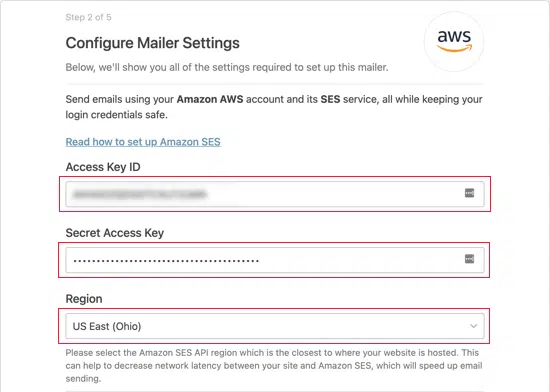 Step 2 of 5
Configure Mailer Settings
aws
Below, we'll show you all of the settings required to set up this mailer.
Send emails using your Amazon AWS account and its SES service, all while keeping your
login credentials safe.
Read how to set up Amazon SES
Access Key ID
Secret Access Key
Region
US East (Ohio)
Please select the Amazon SES API region which is the closest to where your website is hosted. This
can help to decrease network latency between your site and Amazon SES, which will speed up email
sending.